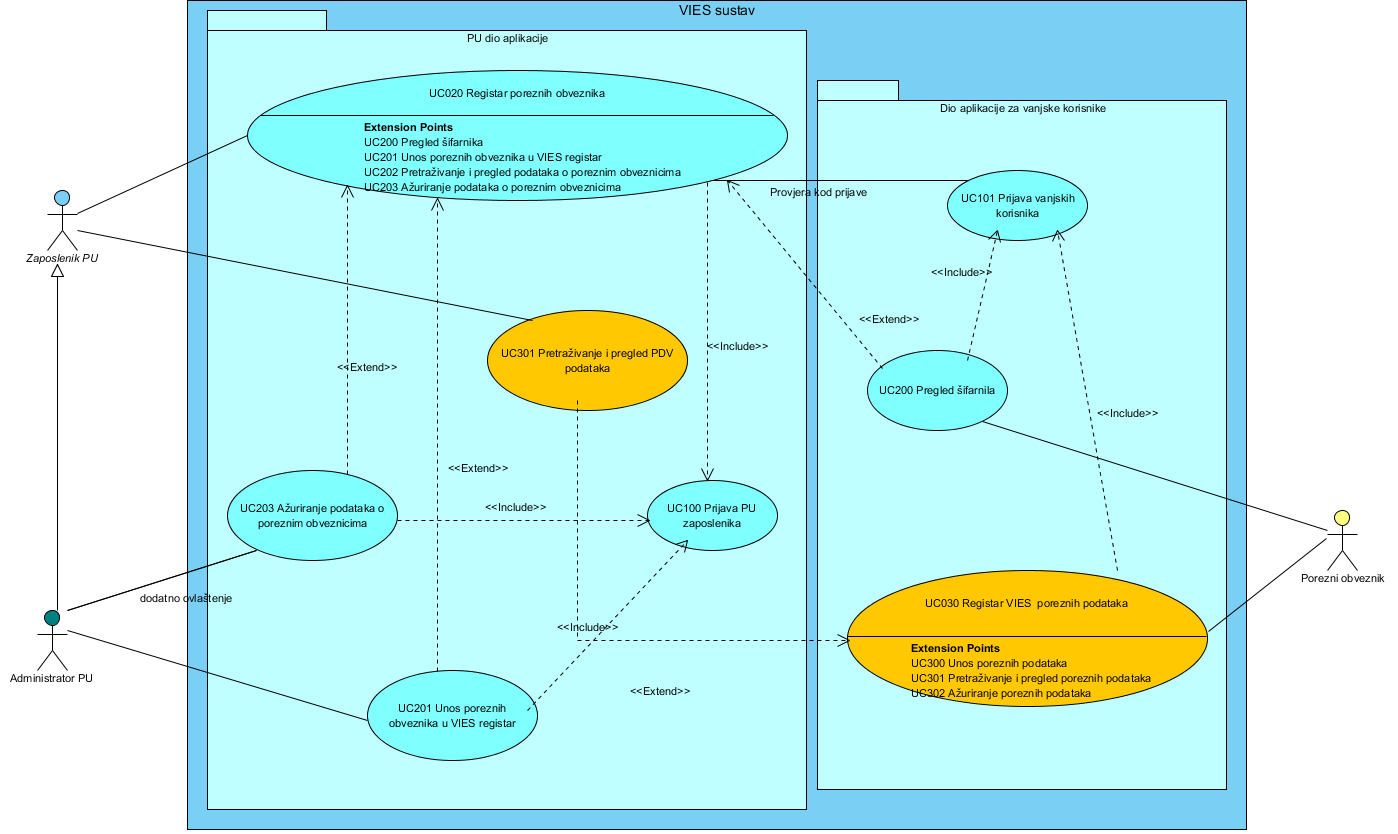 VIES sustav
PU dio aplikacije
UC020 Registar poreznih obveznika
Extension Points
UC200 Pregled šifarnika
UC201 Unos poreznih obveznika u VIES registar
UC202 Pretraživanje i pregled podataka o poreznim obveznicima
UC203 Ažuriranje podataka o poreznim obveznicima
Dio aplikacije za vanjske korisnike
Provjera kod prijave
UC101 Prijava vanjskih
korisnika
Zaposlenik PU
<<Include>>
<<Extend>>
<<Include>>
UC301 Pretraživanje i pregled PDV
podataka
<<Extend>>
UC200 Pregled šifarnila
<<Include>>
<<Extend>>
UC203 Ažuriranje podataka o
poreznim obveznicima
<<Include>>
UC100 Prijava PU
zaposlenika
Porezni obveznik
dodatno ovlaštenje
Administrator PU
<<Include>>
UC030 Registar VIES  poreznih podataka
Extension Points
UC300 Unos poreznih podataka
UC301 Pretraživanje i pregled poreznih podataka
UC302 Ažuriranje poreznih podataka
<<Extend>>
UC201 Unos poreznih
obveznika u VIES registar